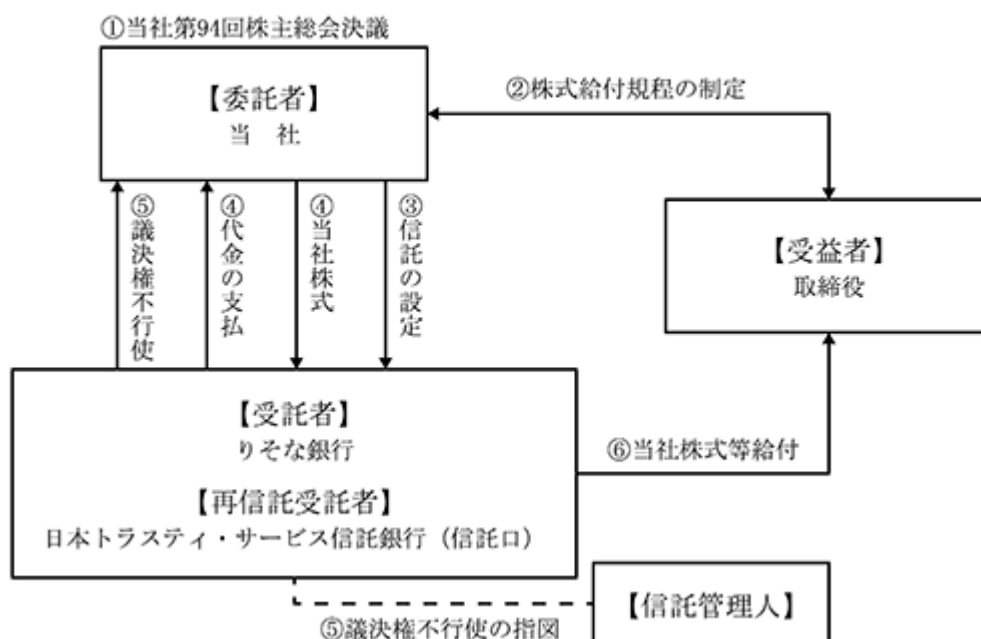 ①当社第94回株主総会決議
【委託者】
当　社
②株式給付規程の制定
⑤議決権不行使
④代金の支払
④当社株式
③信託の設定
【受益者】
取締役
【受託者】
りそな銀行
【再信託受託者】
日本トラスティ・サービス信託銀行（信託口）
⑥当社株式等給付
【信託管理人】
⑤議決権不行使の指図